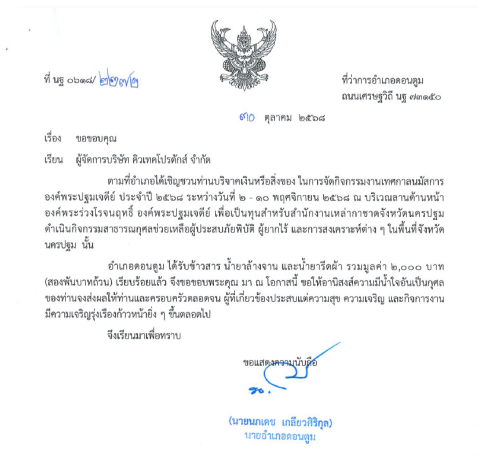 ที่ นฐ ๐๖๑๘/๒๒๗๒
ที่ว่าการอำเภอดอนตูม
ถนนเศรษฐวิถี นฐ ๗๓๑๕๐
๓๐ ตุลาคม ๒๕๖๘
เรื่อง ขอขอบคุณ
เรียน ผู้จัดการบริษัท คิวเทคโปรดักส์ จำกัด
ตามที่อำเภอได้เชิญชวนท่านบริจาคเงินหรือสิ่งของ ในการจัดกิจกรรมงานเทศกาลนมัสการ
องค์พระปฐมเจดีย์ ประจำปี ๒๕๖๘ ระหว่างวันที่ ๒ - ๑๐ พฤศจิกายน ๒๕๖๘ ณ บริเวณลานด้านหน้า
องค์พระร่วงโรจนฤทธิ์ องค์พระปฐมเจดีย์ เพื่อเป็นทุนสำหรับสำนักงานเหล่ากาชาดจังหวัดนครปฐม
ดำเนินกิจกรรมสาธารณกุศลช่วยเหลือผู้ประสบภัยพิบัติ ผู้ยากไร้ และการสงเคราะห์ต่าง ๆ ในพื้นที่จังหวัด
นครปฐม นั้น
อำเภอดอนตูม ได้รับข้าวสาร น้ำยาล้างจาน และน้ำยารีดผ้า รวมมูลค่า ๒,๐๐๐ บาท
(สองพันบาทถ้วน) เรียบร้อยแล้ว จึงขอขอบพระคุณ มา ณ โอกาสนี้ ขอให้อานิสงส์ความมีน้ำใจอันเป็นกุศล
ของท่านจงส่งผลให้ท่านและครอบครัวตลอดจน ผู้ที่เกี่ยวข้องประสบแต่ความสุข ความเจริญ และกิจการงาน
มีความเจริญรุ่งเรืองก้าวหน้ายิ่ง ๆ ขึ้นตลอดไป
จึงเรียนมาเพื่อทราบ
ขอแสดงความนับถือ
(นายนภเดช เกลียวศิริกุล)
นายอำเภอดอนตูม